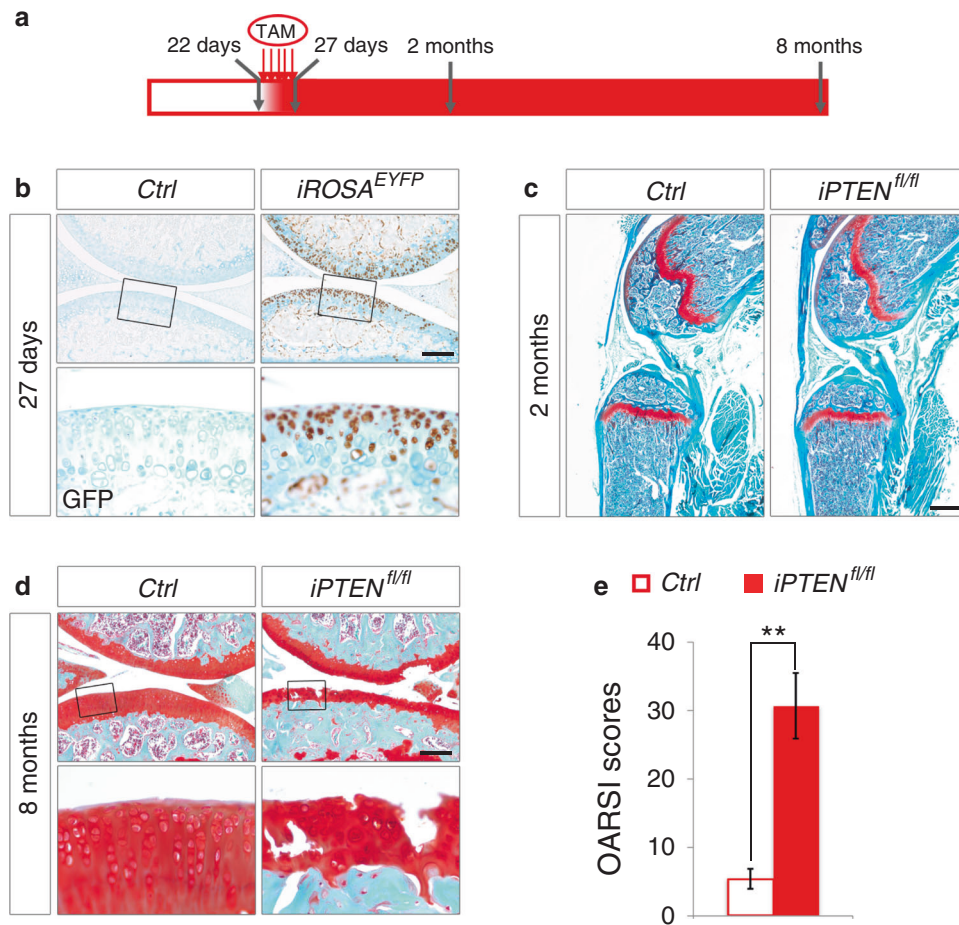 a
TAM
22 days
27 days
2 months
8 months
b
Ctrl
iROSA^EYFP
27 days
GFP
c
Ctrl
iPTEN^fl/fl
2 months
d
Ctrl
iPTEN^fl/fl
8 months
e
Ctrl
iPTEN^fl/fl
**
OARSI scores
40
30
20
10
0